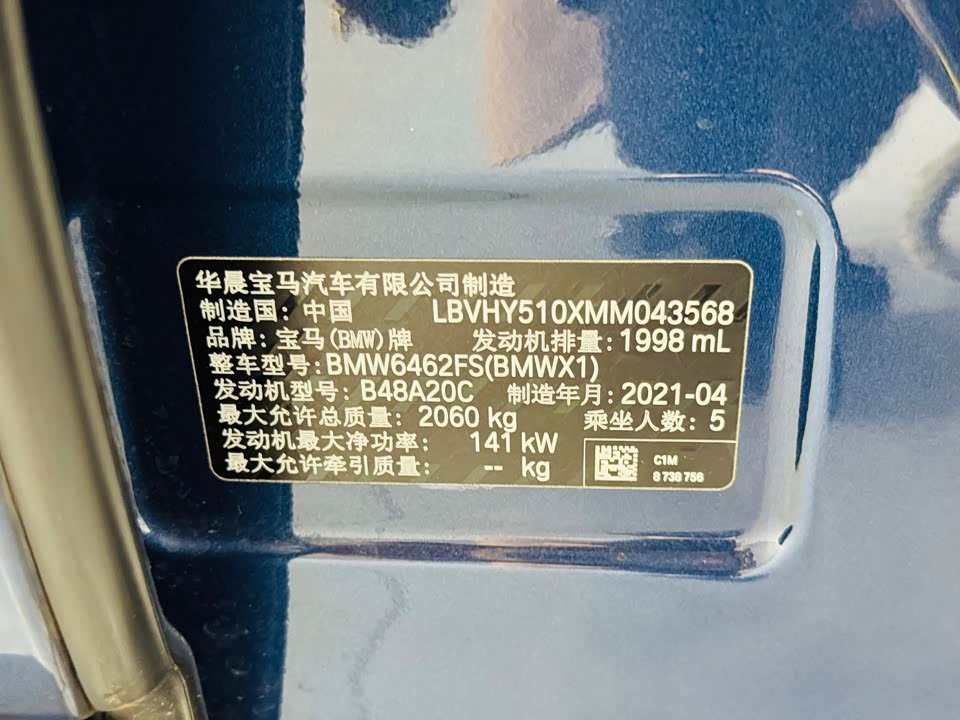 华晨宝马汽车有限公司制造
制造国：中国 LBVHY510XMM043568
品牌：宝马(BMW)牌 发动机排量：1998 mL
整车型号：BMW6462FS(BMWX1)
发动机型号：B48A20C 制造年月：2021-04
最大允许总质量：2060 kg 乘坐人数：5
发动机最大净功率：141 kW
最大允许牵引质量：-- kg
C1M
8 738 756